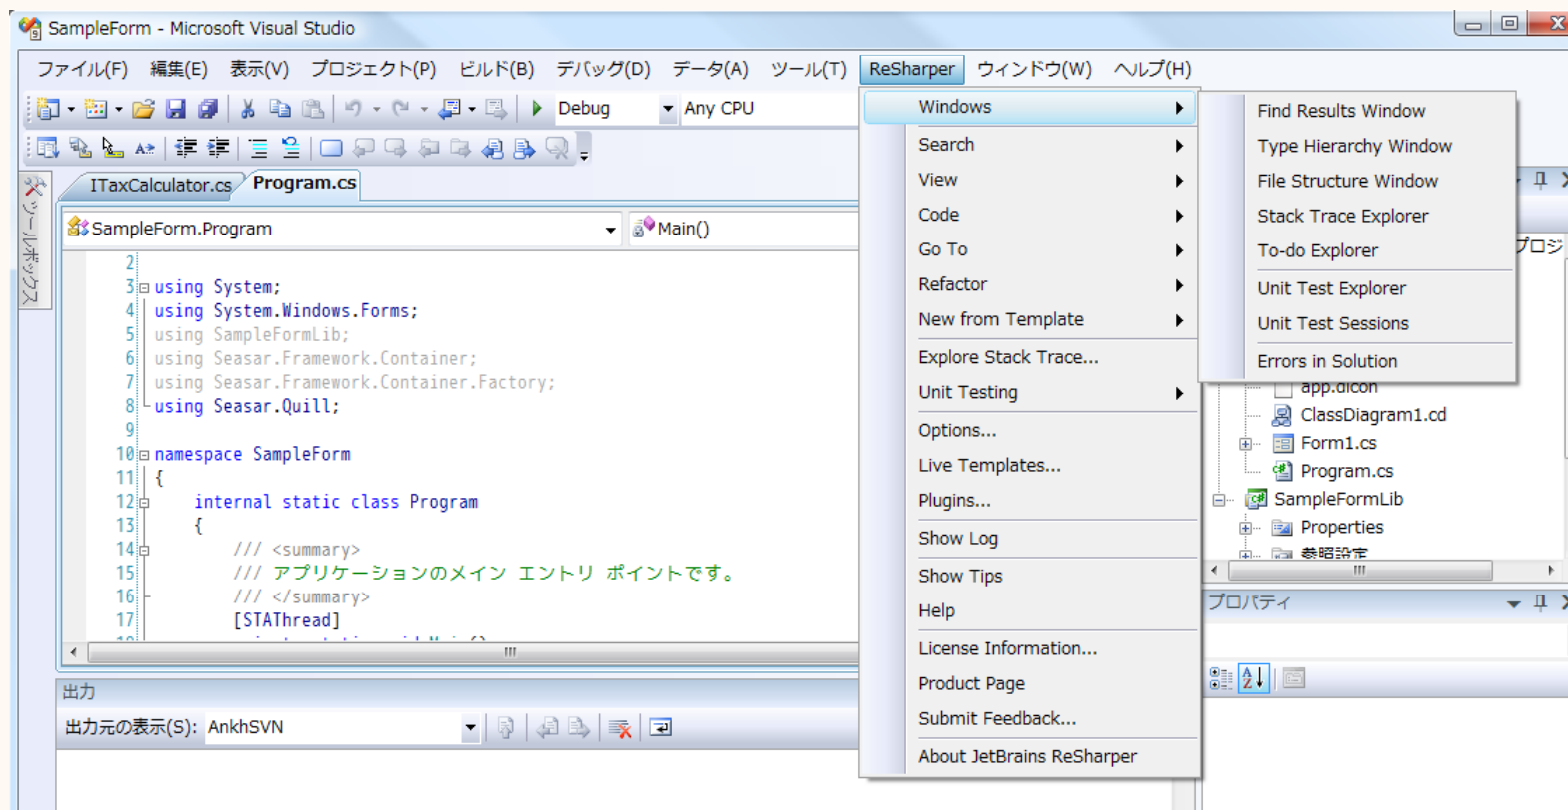 SampleForm - Microsoft Visual Studio
ファイル(F) 編集(E) 表示(V) プロジェクト(P) ビルド(B) デバッグ(D) データ(A) ツール(T) ReSharper ウィンドウ(W) ヘルプ(H)
Debug Any CPU
ツールボックス
ITaxCalculator.cs Program.cs
SampleForm.Program Main()
2
3 using System;
4 using System.Windows.Forms;
5 using SampleFormLib;
6 using Seasar.Framework.Container;
7 using Seasar.Framework.Container.Factory;
8 using Seasar.Quill;
9
10 namespace SampleForm
11 {
12 internal static class Program
13 {
14 /// <summary>
15 /// アプリケーションのメイン エントリ ポイントです。
16 /// </summary>
17 [STAThread]
出力
出力元の表示(S): AnkhSVN
Windows
Search
View
Code
Go To
Refactor
New from Template
Explore Stack Trace...
Unit Testing
Options...
Live Templates...
Plugins...
Show Log
Show Tips
Help
License Information...
Product Page
Submit Feedback...
About JetBrains ReSharper
Find Results Window
Type Hierarchy Window
File Structure Window
Stack Trace Explorer
To-do Explorer
Unit Test Explorer
Unit Test Sessions
Errors in Solution
プロジ
app.dicon
ClassDiagram1.cd
Form1.cs
Program.cs
SampleFormLib
Properties
参照設定
プロパティ